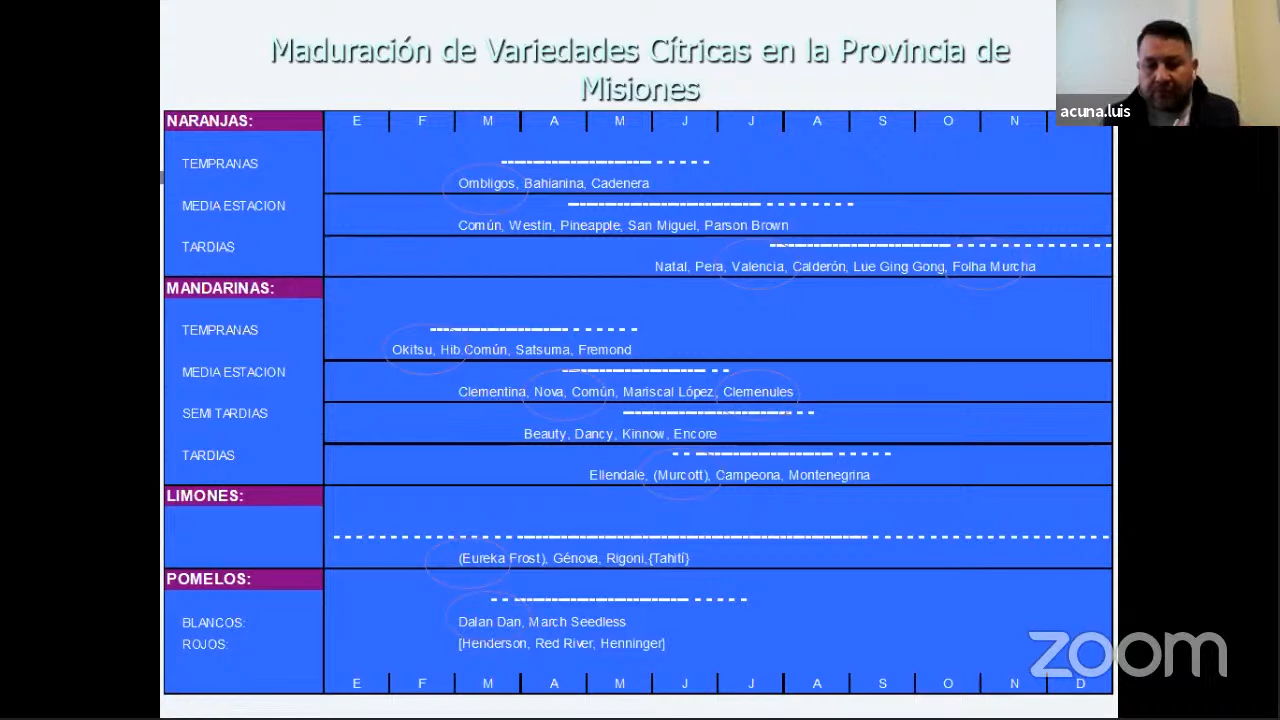 Maduración de Variedades Cítricas en la Provincia de
Misiones
acuna.luis
NARANJAS: E F M A M J J A S O N
TEMPRANAS
Ombligos, Bahianina, Cadenera
MEDIA ESTACION
Común, Westin, Pineapple, San Miguel, Parson Brown
TARDIAS
Natal, Pera, Valencia, Calderón, Lue Ging Gong, Folha Murcha
MANDARINAS:
TEMPRANAS
Okitsu, Hib Común, Satsuma, Fremond
MEDIA ESTACION
Clementina, Nova, Común, Mariscal López, Clemenules
SEMI TARDIAS
Beauty, Dancy, Kinnow, Encore
TARDIAS
Ellendale, (Murcott), Campeona, Montenegrina
LIMONES:
(Eureka Frost), Génova, Rigoni,{Tahití}
POMELOS:
BLANCOS: Dalan Dan, March Seedless
ROJOS: [Henderson, Red River, Henninger]
E F M A M J J A S O N D
zoom